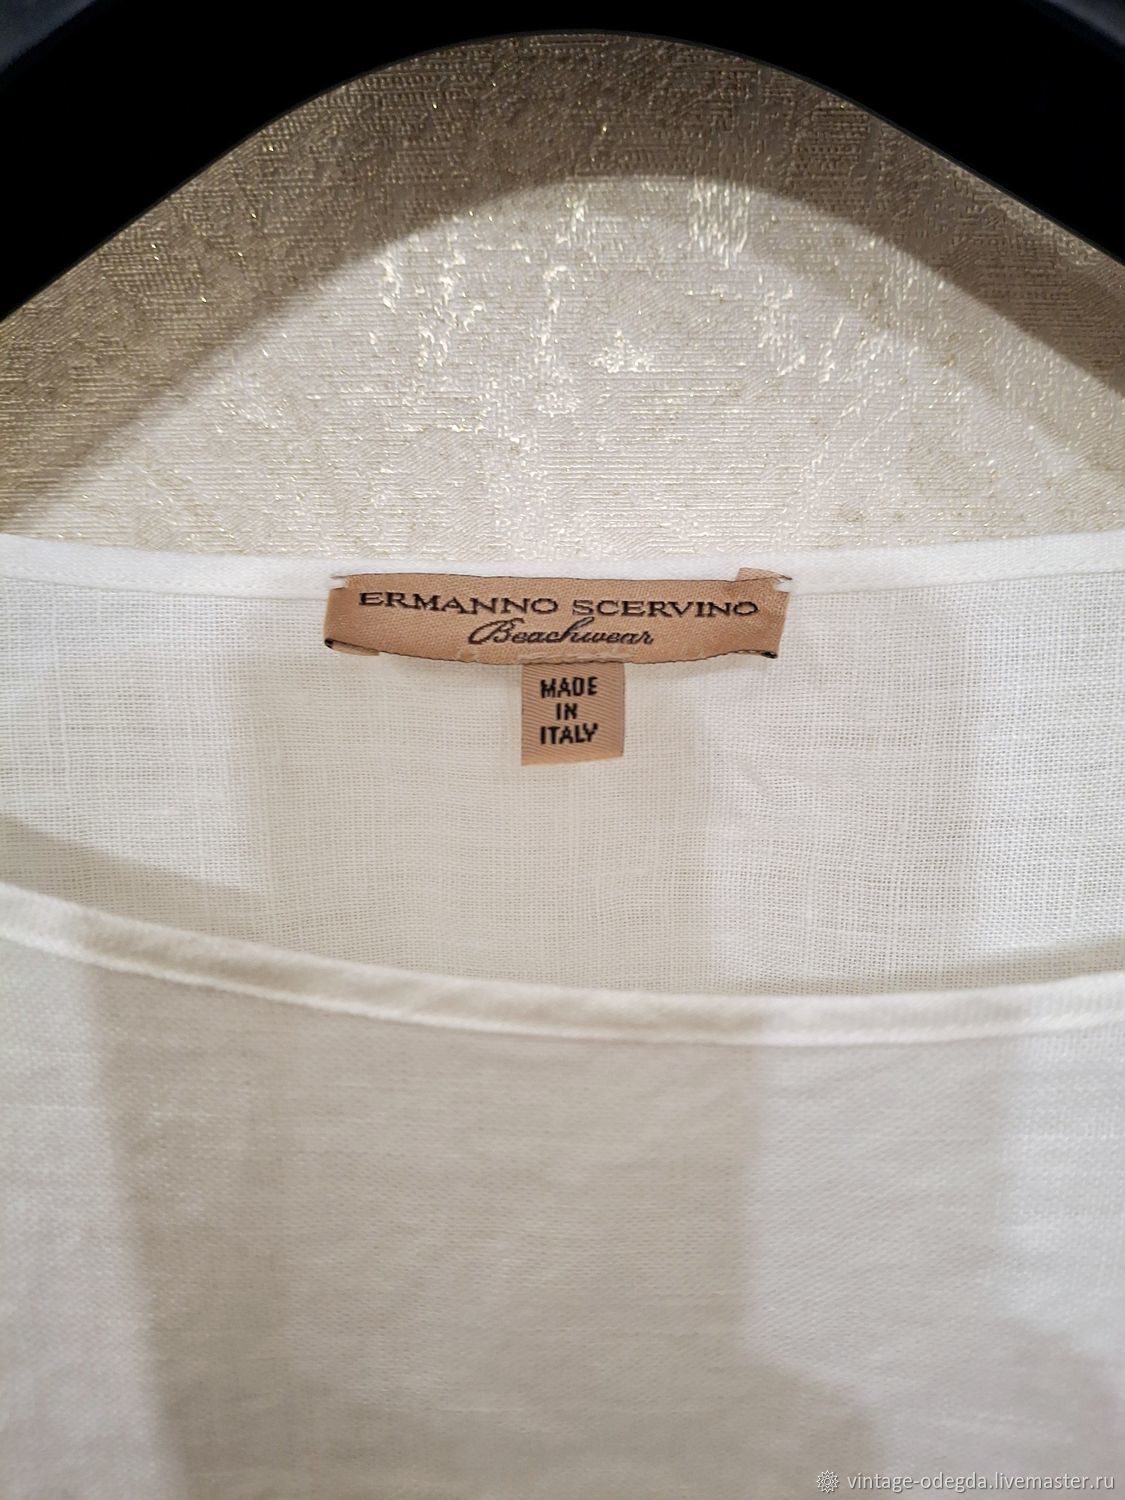 ERMANNO SCERVINO
Beachwear
MADE
IN
ITALY
vintage-odegda.livemaster.ru